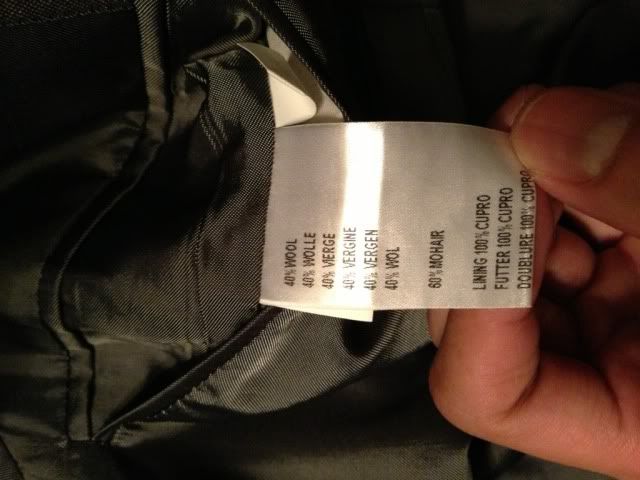 40% WOOL
40% WOLLE
40% VIERGE
40% VERGINE
40% VERGEN
40% WOL
60% MOHAIR
LINING 100% CUPRO
FUTTER 100% CUPRO
DOUBLURE 100% CUPRO